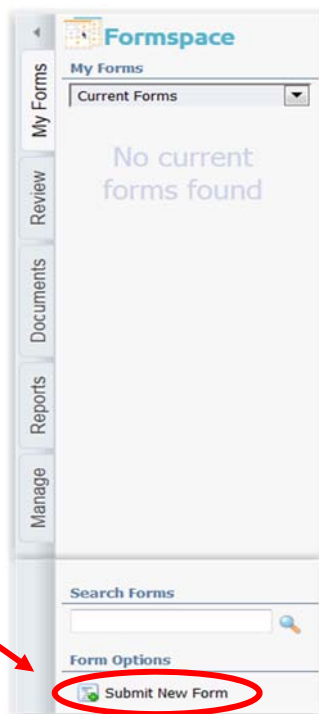 Formspace
My Forms
Current Forms
No current
forms found
My Forms
Review
Documents
Reports
Manage
Search Forms
Form Options
Submit New Form